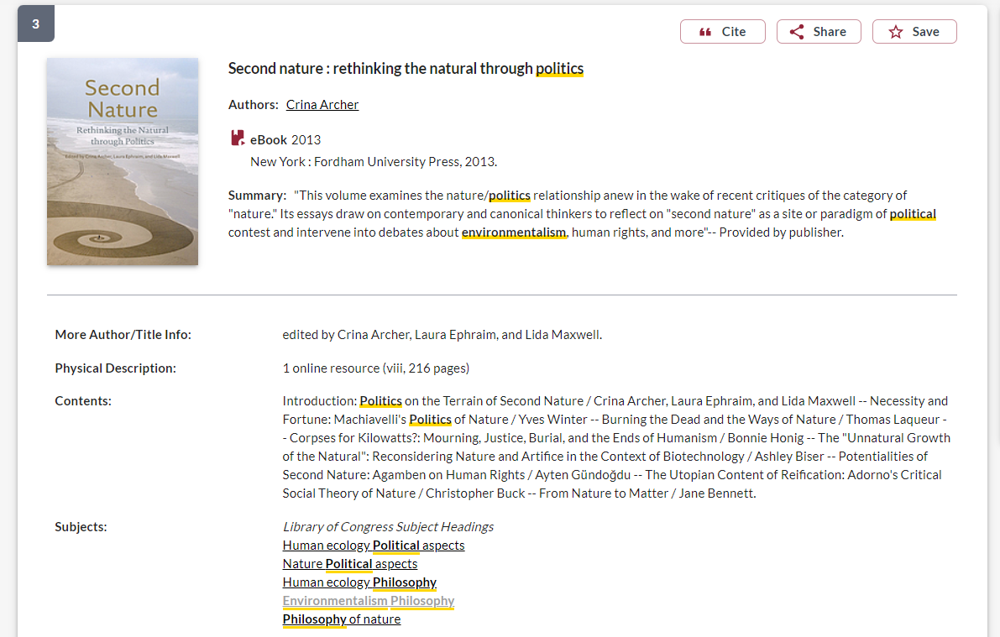 3
Cite
Share
Save
Second
Nature
Rethinking the Natural
through Politics
Edited by Crina Archer, Laura Ephraim, and Lida Maxwell
Second nature : rethinking the natural through politics
Authors: Crina Archer
eBook 2013
New York : Fordham University Press, 2013.
Summary: "This volume examines the nature/politics relationship anew in the wake of recent critiques of the category of
"nature." Its essays draw on contemporary and canonical thinkers to reflect on "second nature" as a site or paradigm of political
contest and intervene into debates about environmentalism, human rights, and more"-- Provided by publisher.
More Author/Title Info: edited by Crina Archer, Laura Ephraim, and Lida Maxwell.
Physical Description: 1 online resource (viii, 216 pages)
Contents: Introduction: Politics on the Terrain of Second Nature / Crina Archer, Laura Ephraim, and Lida Maxwell -- Necessity and
Fortune: Machiavelli's Politics of Nature / Yves Winter -- Burning the Dead and the Ways of Nature / Thomas Laqueur -
- Corpses for Kilowatts?: Mourning, Justice, Burial, and the Ends of Humanism / Bonnie Honig -- The "Unnatural Growth
of the Natural": Reconsidering Nature and Artifice in the Context of Biotechnology / Ashley Biser -- Potentialities of
Second Nature: Agamben on Human Rights / Ayten Gündoğdu -- The Utopian Content of Reification: Adorno's Critical
Social Theory of Nature / Christopher Buck -- From Nature to Matter / Jane Bennett.
Subjects: Library of Congress Subject Headings
Human ecology Political aspects
Nature Political aspects
Human ecology Philosophy
Environmentalism Philosophy
Philosophy of nature